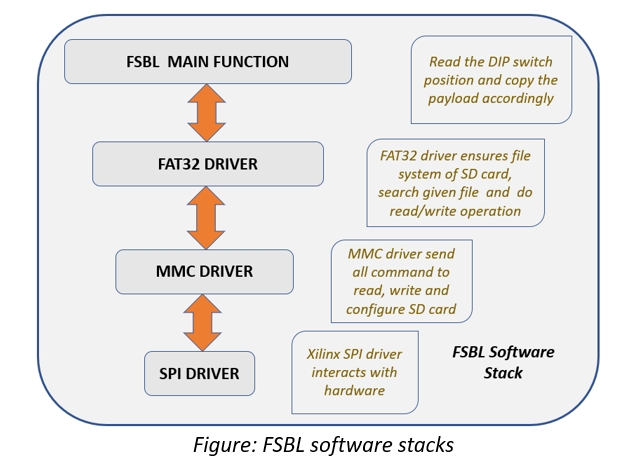 FSBL MAIN FUNCTION
Read the DIP switch
position and copy the
payload accordingly
FAT32 DRIVER
FAT32 driver ensures file
system of SD card,
search given file and do
read/write operation
MMC DRIVER
MMC driver send
all command to
read, write and
configure SD card
SPI DRIVER
Xilinx SPI driver
interacts with
hardware
FSBL Software
Stack
Figure: FSBL software stacks